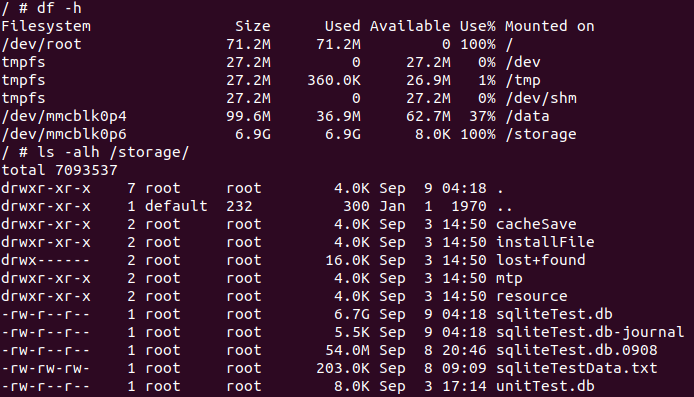 / # df -h
Filesystem                Size      Used Available Use% Mounted on
/dev/root                71.2M     71.2M         0 100% /
tmpfs                    27.2M         0     27.2M   0% /dev
tmpfs                    27.2M    360.0K     26.9M   1% /tmp
tmpfs                    27.2M         0     27.2M   0% /dev/shm
/dev/mmcblk0p4           99.6M     36.9M     62.7M  37% /data
/dev/mmcblk0p6            6.9G      6.9G      8.0K 100% /storage
/ # ls -alh /storage/
total 7093537
drwxr-xr-x    7 root     root        4.0K Sep  9 04:18 .
drwxr-xr-x    1 default  232          300 Jan  1  1970 ..
drwxr-xr-x    2 root     root        4.0K Sep  3 14:50 cacheSave
drwxr-xr-x    2 root     root        4.0K Sep  3 14:50 installFile
drwx------    2 root     root       16.0K Sep  3 14:50 lost+found
drwxr-xr-x    2 root     root        4.0K Sep  3 14:50 mtp
drwxr-xr-x    2 root     root        4.0K Sep  3 14:50 resource
-rw-r--r--    1 root     root        6.7G Sep  9 04:18 sqliteTest.db
-rw-r--r--    1 root     root        5.5K Sep  9 04:18 sqliteTest.db-journal
-rw-r--r--    1 root     root       54.0M Sep  8 20:46 sqliteTest.db.0908
-rw-rw-rw-    1 root     root      203.0K Sep  8 09:09 sqliteTestData.txt
-rw-r--r--    1 root     root        8.0K Sep  3 17:14 unitTest.db